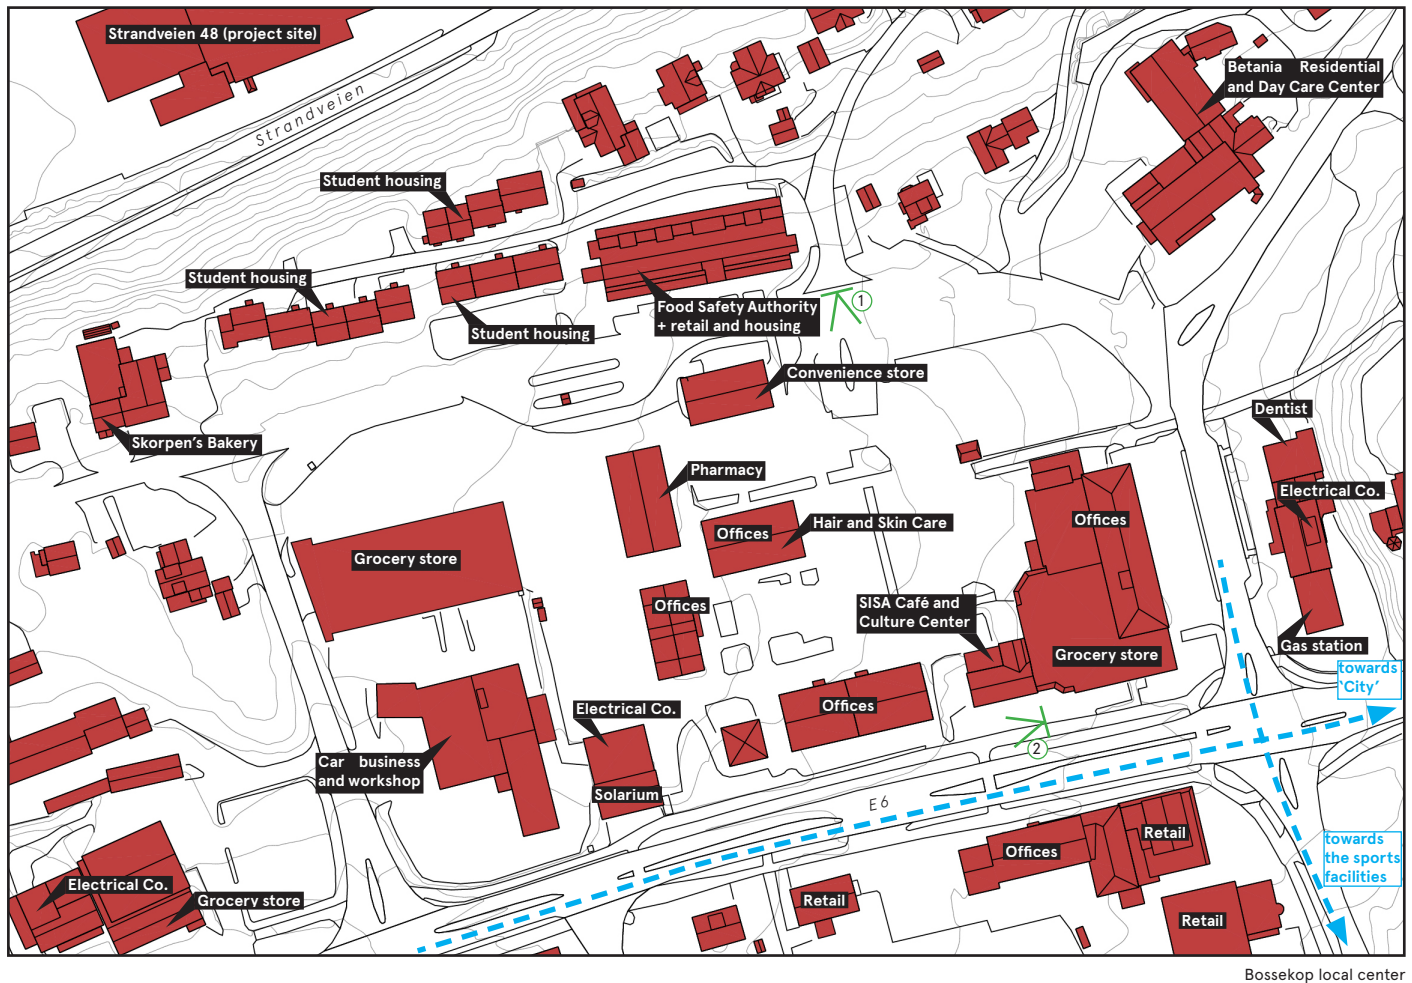 Strandveien 48 (project site)
Strandveien
Betania Residential
and Day Care Center
Student housing
Student housing
Student housing
Food Safety Authority
+ retail and housing
1
Convenience store
Skorpen's Bakery
Dentist
Pharmacy
Electrical Co.
Offices
Hair and Skin Care
Offices
Grocery store
Offices
SISA Café and
Culture Center
Grocery store
Gas station
towards
'City'
Electrical Co.
Offices
2
Car business
and workshop
Solarium
E6
Offices
Retail
towards
the sports
facilities
Electrical Co.
Grocery store
Retail
Retail
Bossekop local center